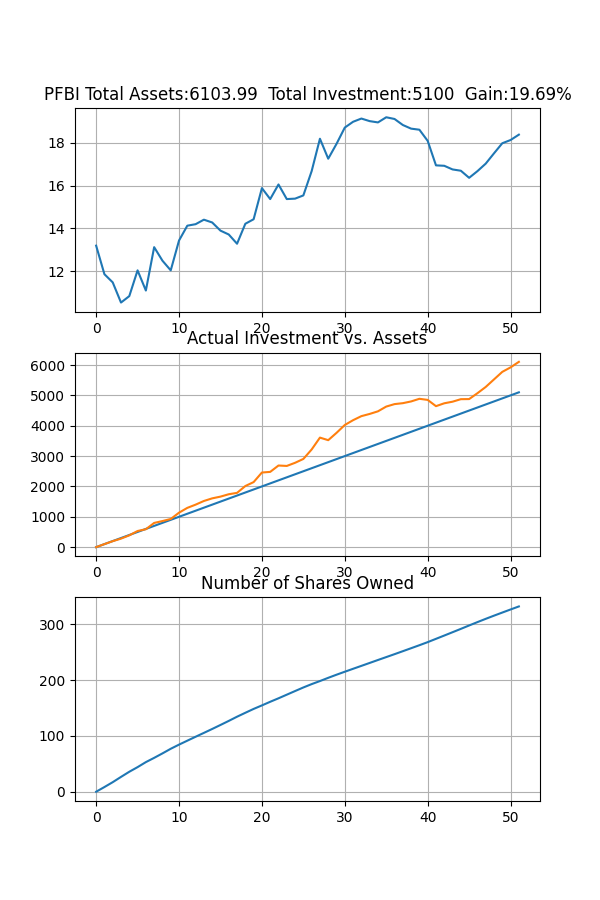 PFBI Total Assets:6103.99  Total Investment:5100  Gain:19.69%
18
16
14
12
0 10 20 30 40 50
Actual Investment vs. Assets
6000
5000
4000
3000
2000
1000
0
0 10 20 30 40 50
Number of Shares Owned
300
200
100
0
0 10 20 30 40 50